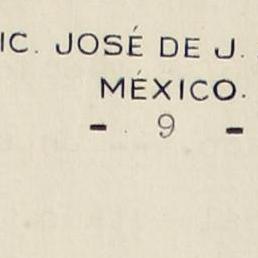 IC. JOSÉ DE J.
MÉXICO.
- 9 -